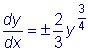 dy/dx = ± 2/3 y^(3/4)